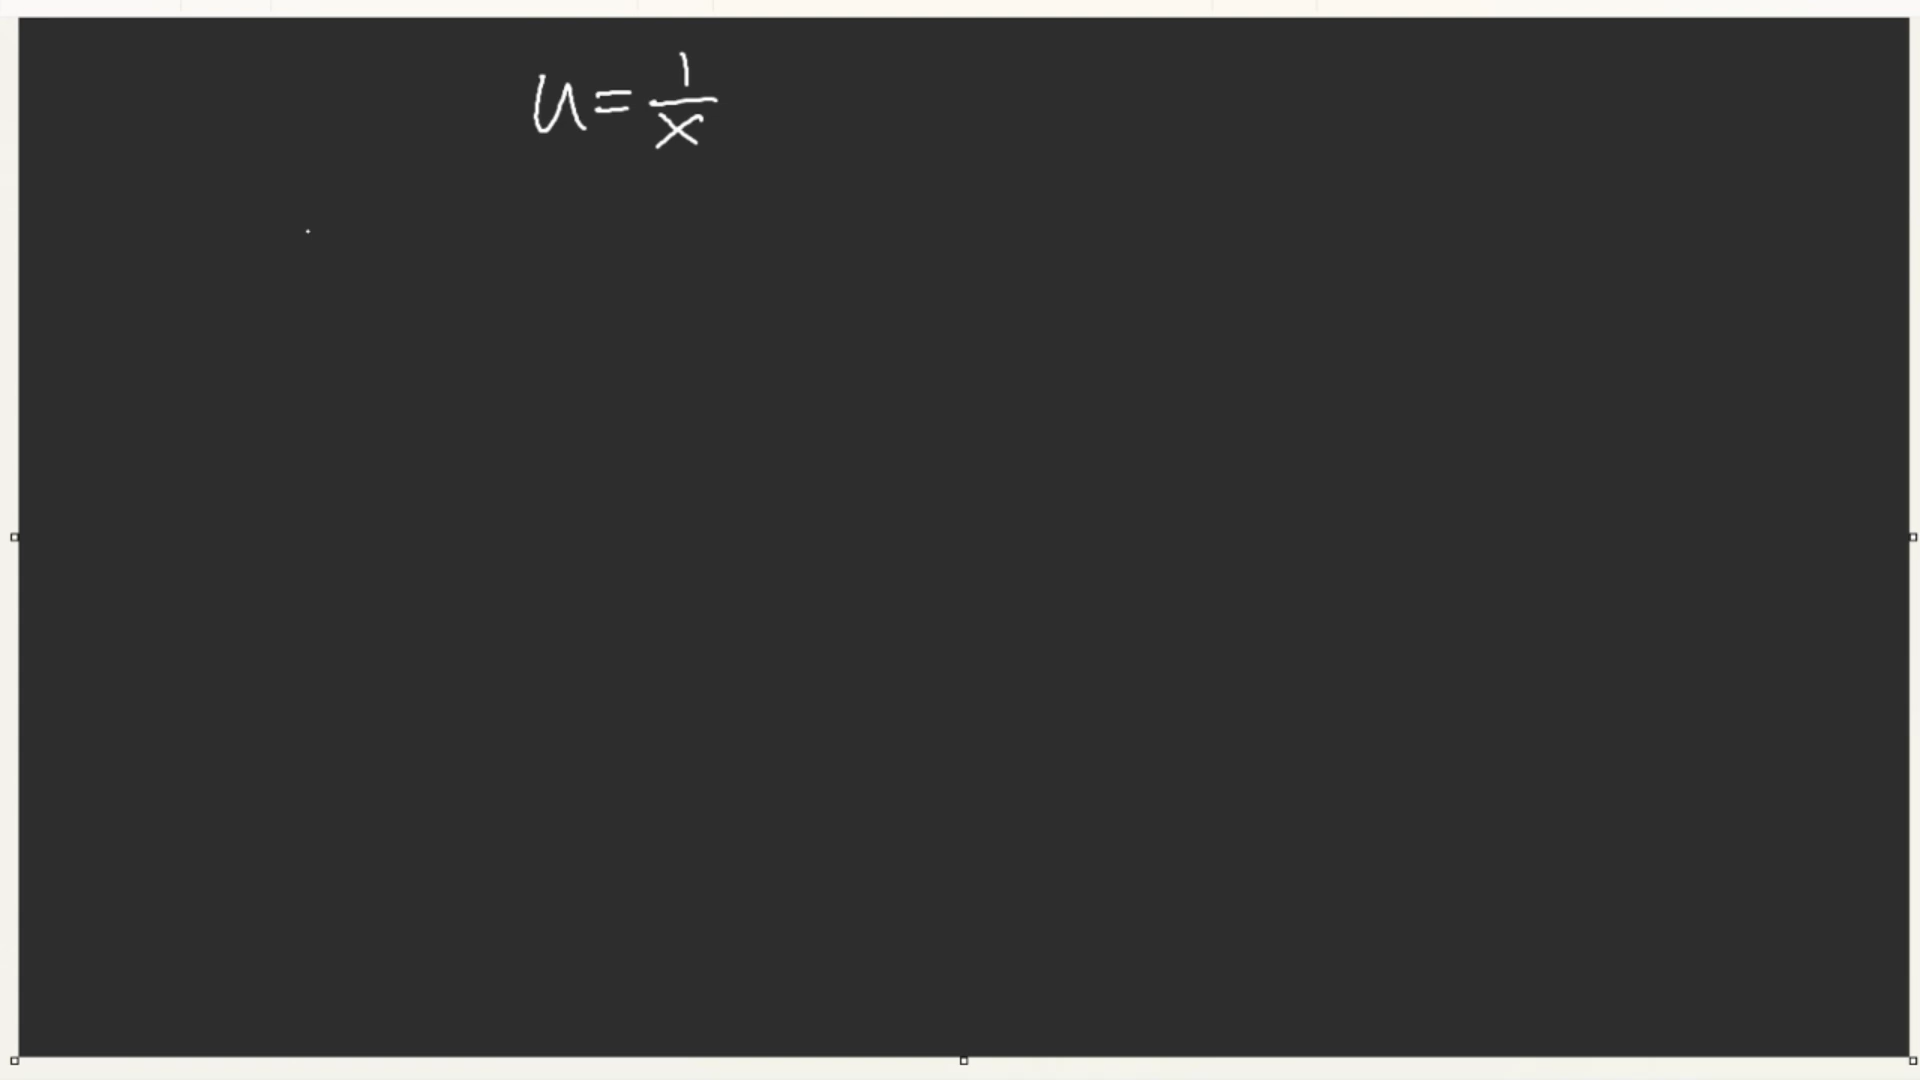 u = 1/x